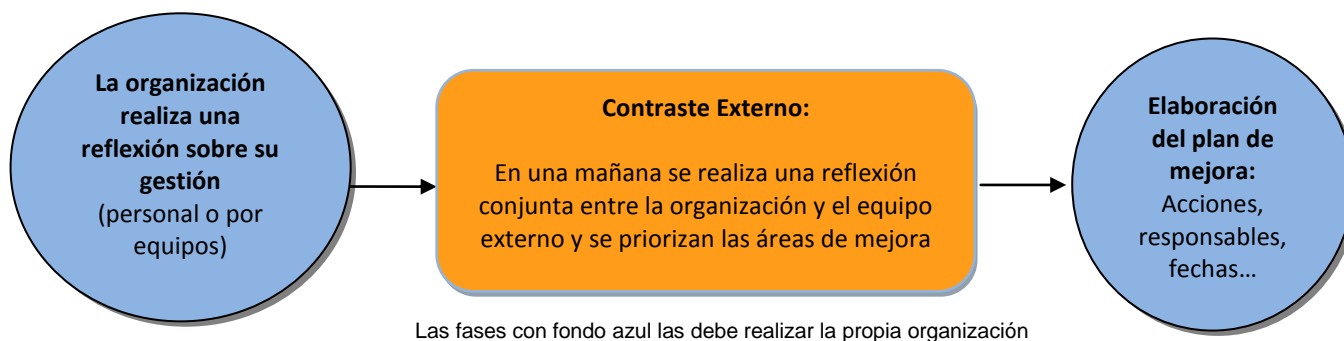 La organización
realiza una
reflexión sobre su
gestión
(personal o por
equipos)
Contraste Externo:
En una mañana se realiza una reflexión
conjunta entre la organización y el equipo
externo y se priorizan las áreas de mejora
Elaboración
del plan de
mejora:
Acciones,
responsables,
fechas…
Las fases con fondo azul las debe realizar la propia organización